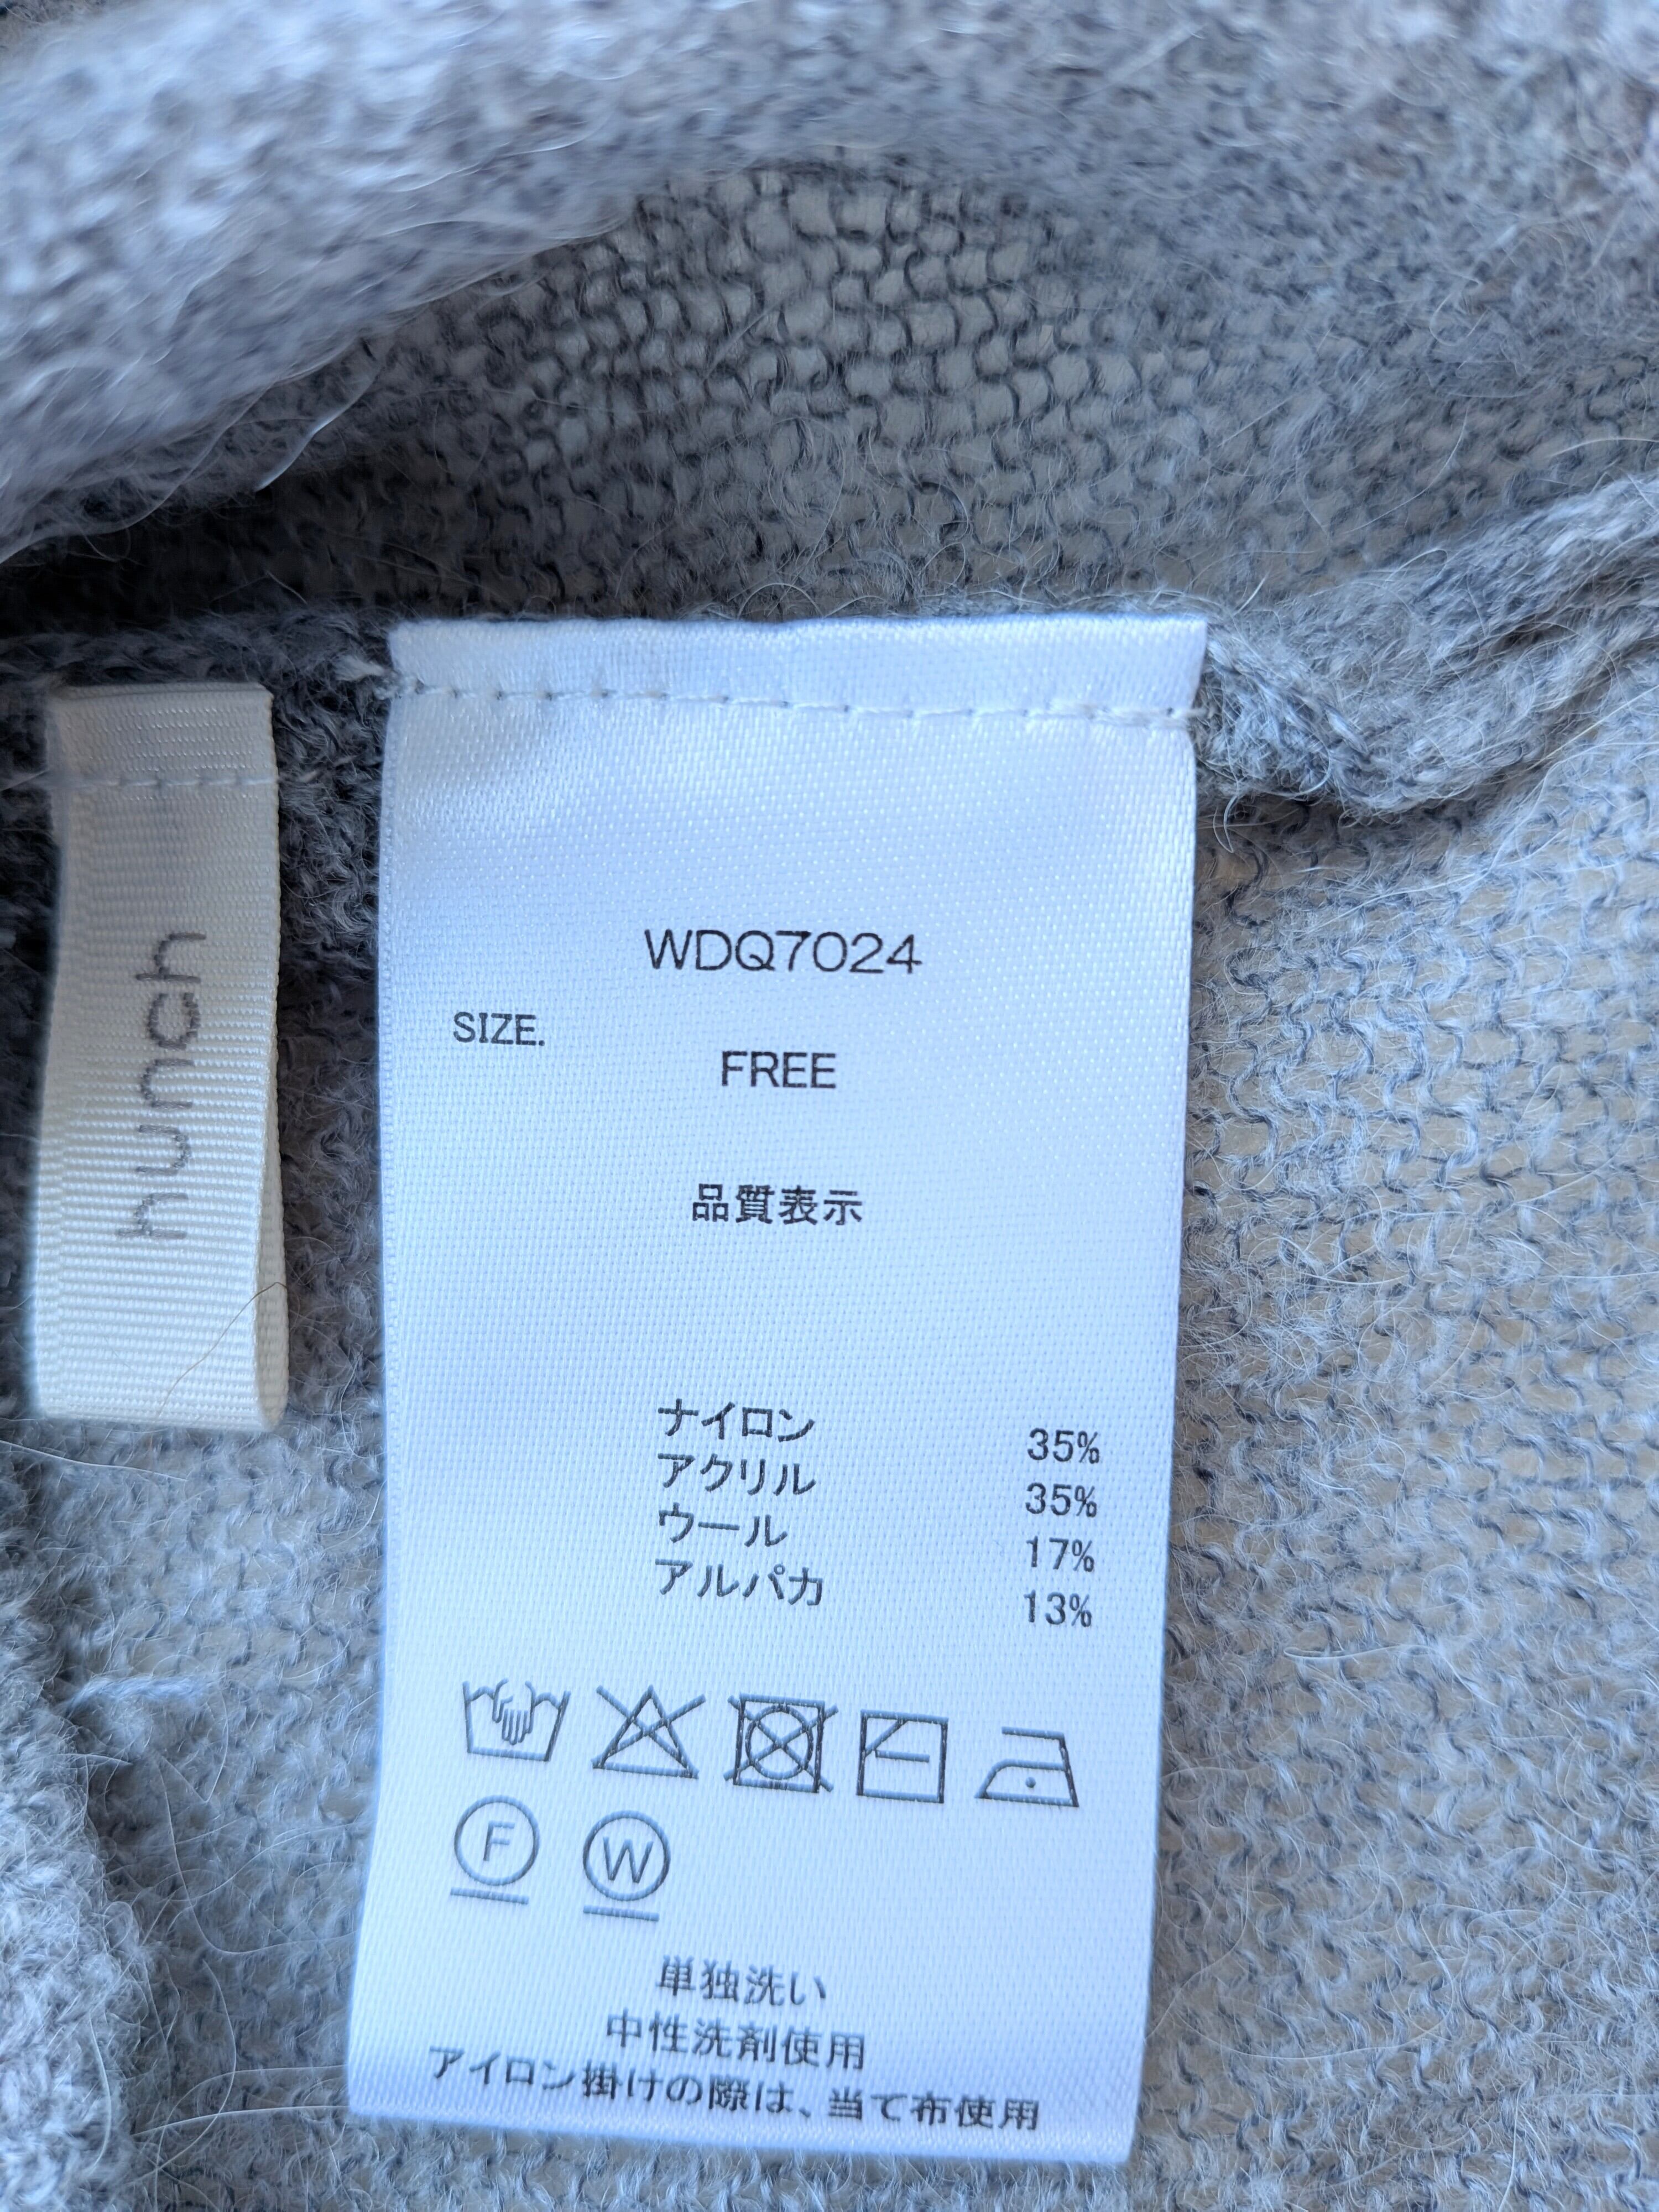 hunch
WDQ7024
SIZE.
FREE
品質表示
ナイロン 35%
アクリル 35%
ウール 17%
アルパカ 13%
F W
単独洗い
中性洗剤使用
アイロン掛けの際は、当て布使用